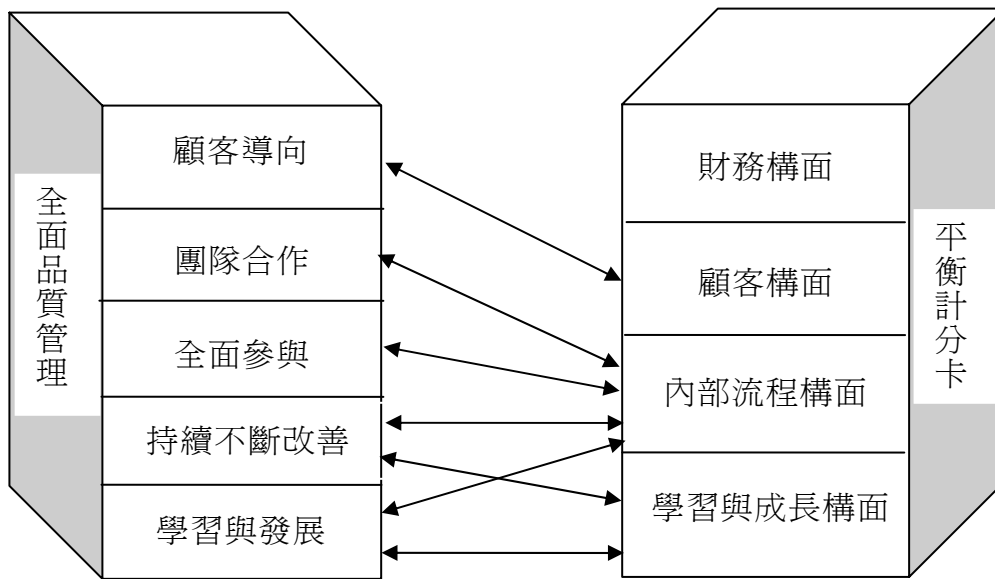 全面品質管理
顧客導向
團隊合作
全面參與
持續不斷改善
學習與發展
財務構面
顧客構面
內部流程構面
學習與成長構面
平衡計分卡